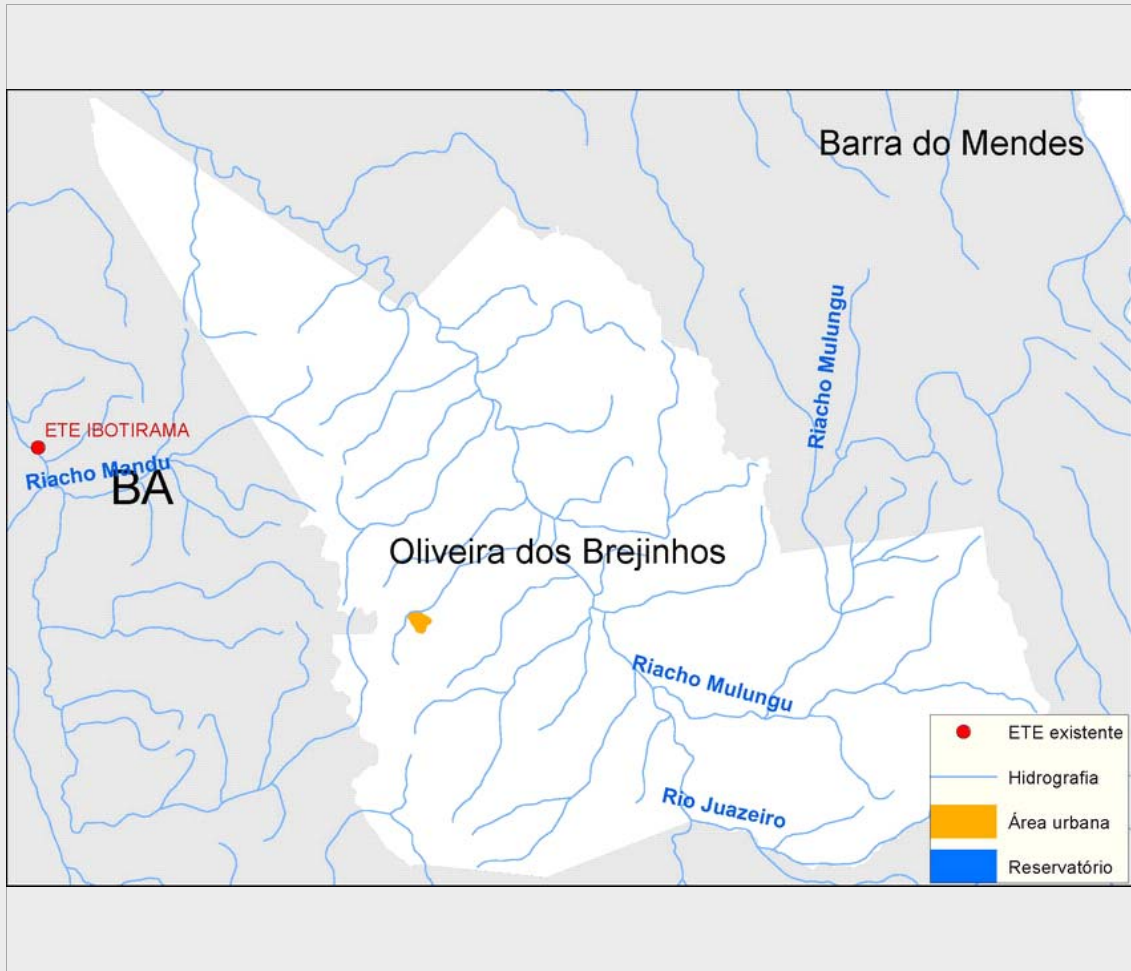 Barra do Mendes
Riacho Mulungu
ETE IBOTIRAMA
Riacho Mandu
BA
Oliveira dos Brejinhos
Riacho Mulungu
Rio Juazeiro
ETE existente
Hidrografia
Área urbana
Reservatório